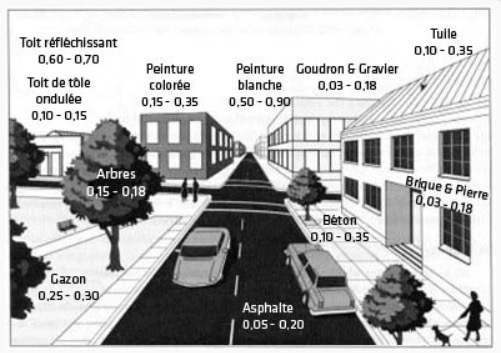 Toit réfléchissant
0,60 - 0,70
Toit de tôle
ondulée
0,10 - 0,15
Peinture
colorée
0,15 - 0,35
Peinture
blanche
0,50 - 0,90
Goudron & Gravier
0,03 - 0,18
Tuile
0,10 - 0,35
Arbres
0,15 - 0,18
Brique & Pierre
0,03 - 0,18
Béton
0,10 - 0,35
Gazon
0,25 - 0,30
Asphalte
0,05 - 0,20